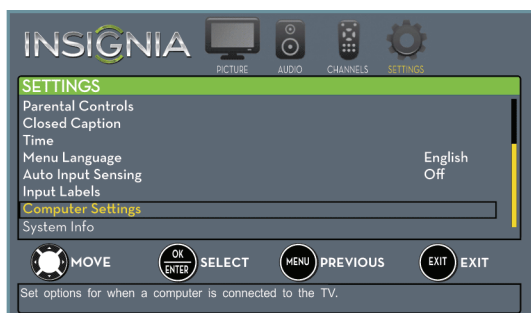 INSIGNIA
PICTURE AUDIO CHANNELS SETTINGS
SETTINGS
Parental Controls
Closed Caption
Time
Menu Language English
Auto Input Sensing Off
Input Labels
Computer Settings
System Info
MOVE OK ENTER SELECT MENU PREVIOUS EXIT EXIT
Set options for when a computer is connected to the TV.